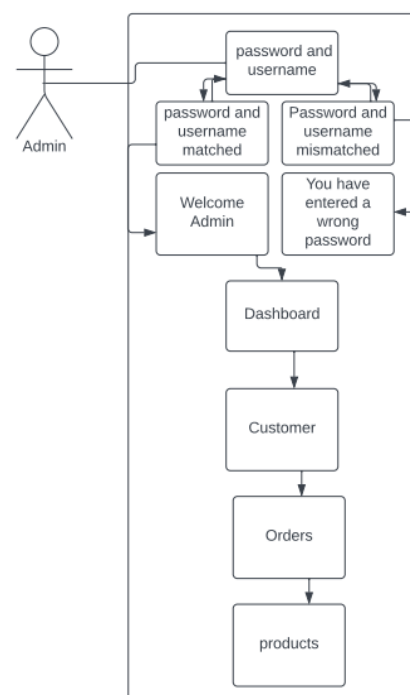 password and
username
Admin
password and
username
matched
Password and
username
mismatched
Welcome
Admin
You have
entered a
wrong
password
Dashboard
Customer
Orders
products